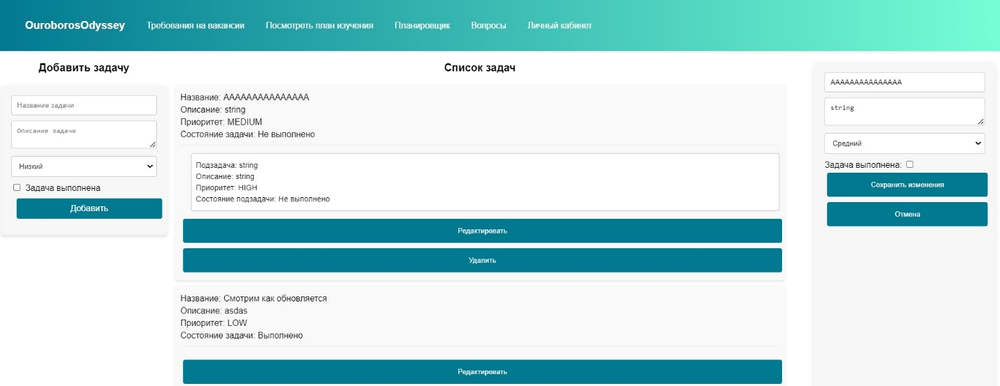 OuroborosOdyssey Требования на вакансии Посмотреть план изучения Планировщик Вопросы Личный кабинет
Добавить задачу
Название задачи
Описание задачи
Низкий
Задача выполнена
Добавить
Список задач
Название: AAAAAAAAAAAAAAA
Описание: string
Приоритет: MEDIUM
Состояние задачи: Не выполнено
Подзадача: string
Описание: string
Приоритет: HIGH
Состояние подзадачи: Не выполнено
Редактировать
Удалить
Название: Смотрим как обновляется
Описание: asdas
Приоритет: LOW
Состояние задачи: Выполнено
Редактировать
AAAAAAAAAAAAAAA
string
Средний
Задача выполнена:
Сохранить изменения
Отмена